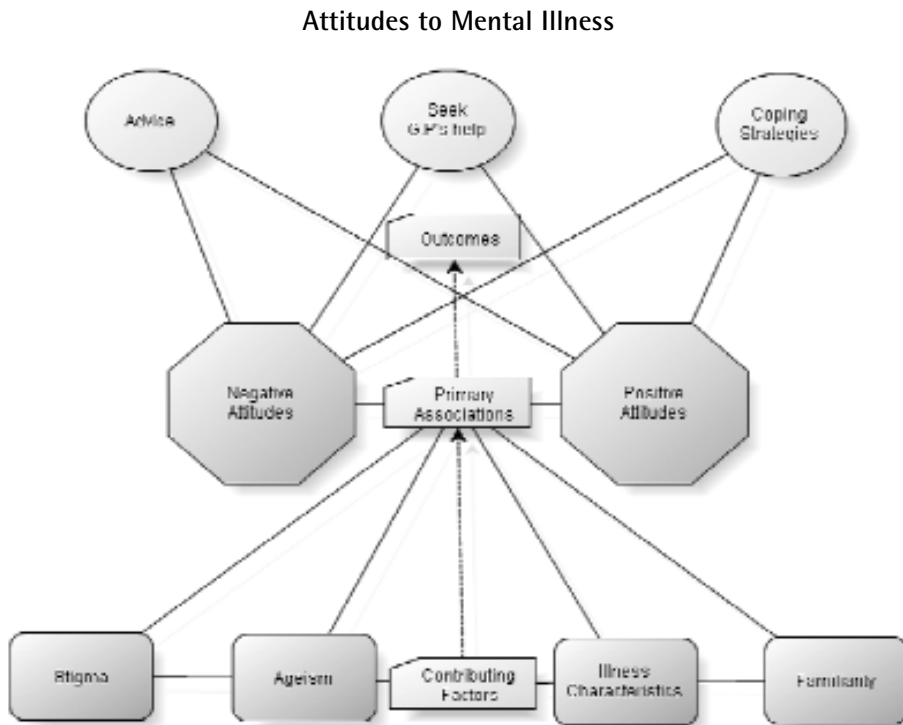 Attitudes to Mental Illness
Advice
Seek
G.P's help
Coping
Strategies
Outcomes
Negative
Attitudes
Primary
Associations
Positive
Attitudes
Stigma
Ageism
Contributing
Factors
Illness
Characteristics
Familiarity